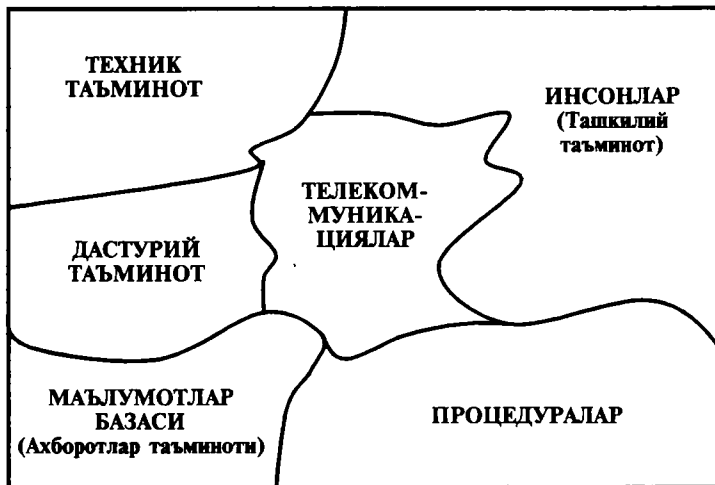 ТЕХНИК
ТАЪМИНОТ
ИНСОНЛАР
(Ташкилий
таъминот)
ТЕЛЕКОМ-
МУНИКА-
ЦИЯЛАР
ДАСТУРИЙ
ТАЪМИНОТ
МАЪЛУМОТЛАР
БАЗАСИ
(Ахборотлар таъминоти)
ПРОЦЕДУРАЛАР